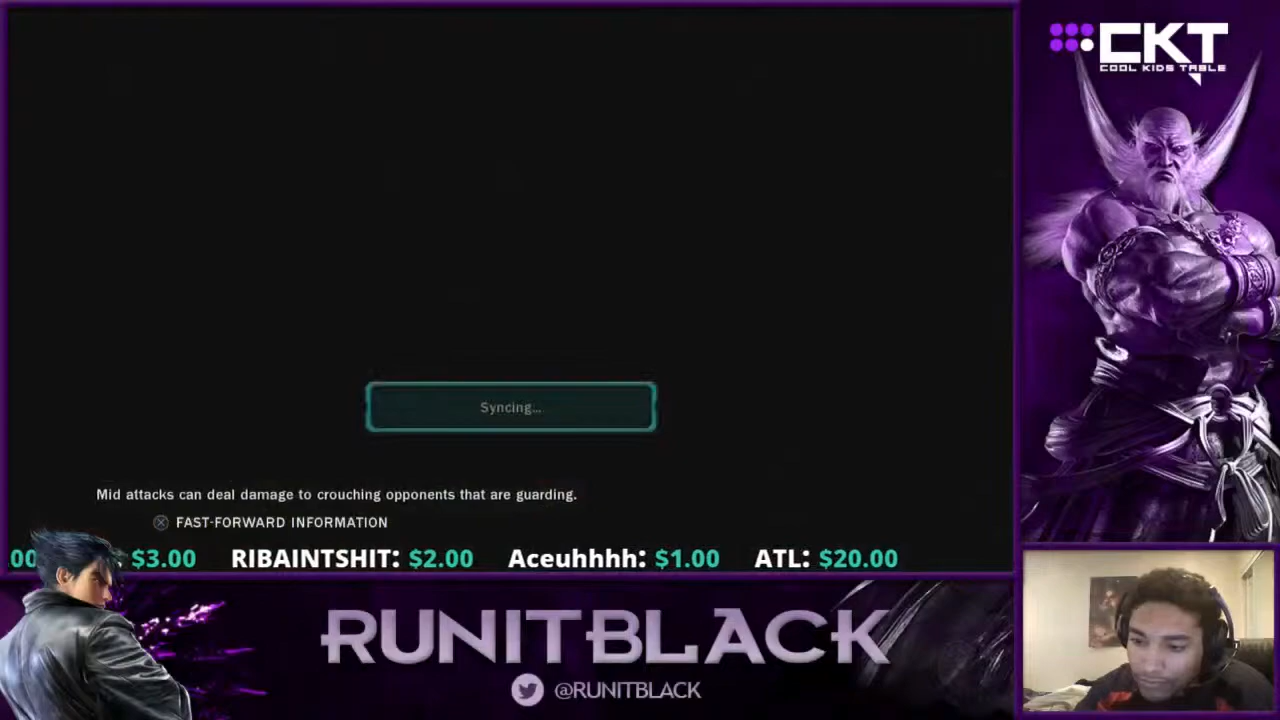 CKT
COOL KIDS TABLE
Syncing...
Mid attacks can deal damage to crouching opponents that are guarding.
FAST-FORWARD INFORMATION
00 : $3.00 RIBAINTSHIT: $2.00 Aceuhhhh: $1.00 ATL: $20.00
RUNITBLACK
@RUNITBLACK